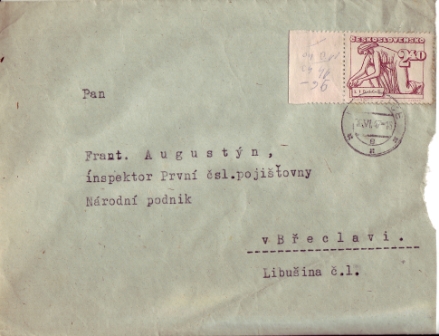 ČESKOSLOVENSKO
2.40
Pan
Frant. Augustýn,
inspektor První čsl.pojišťovny
Národní podnik
v Břeclavi.
Libušina č.l.